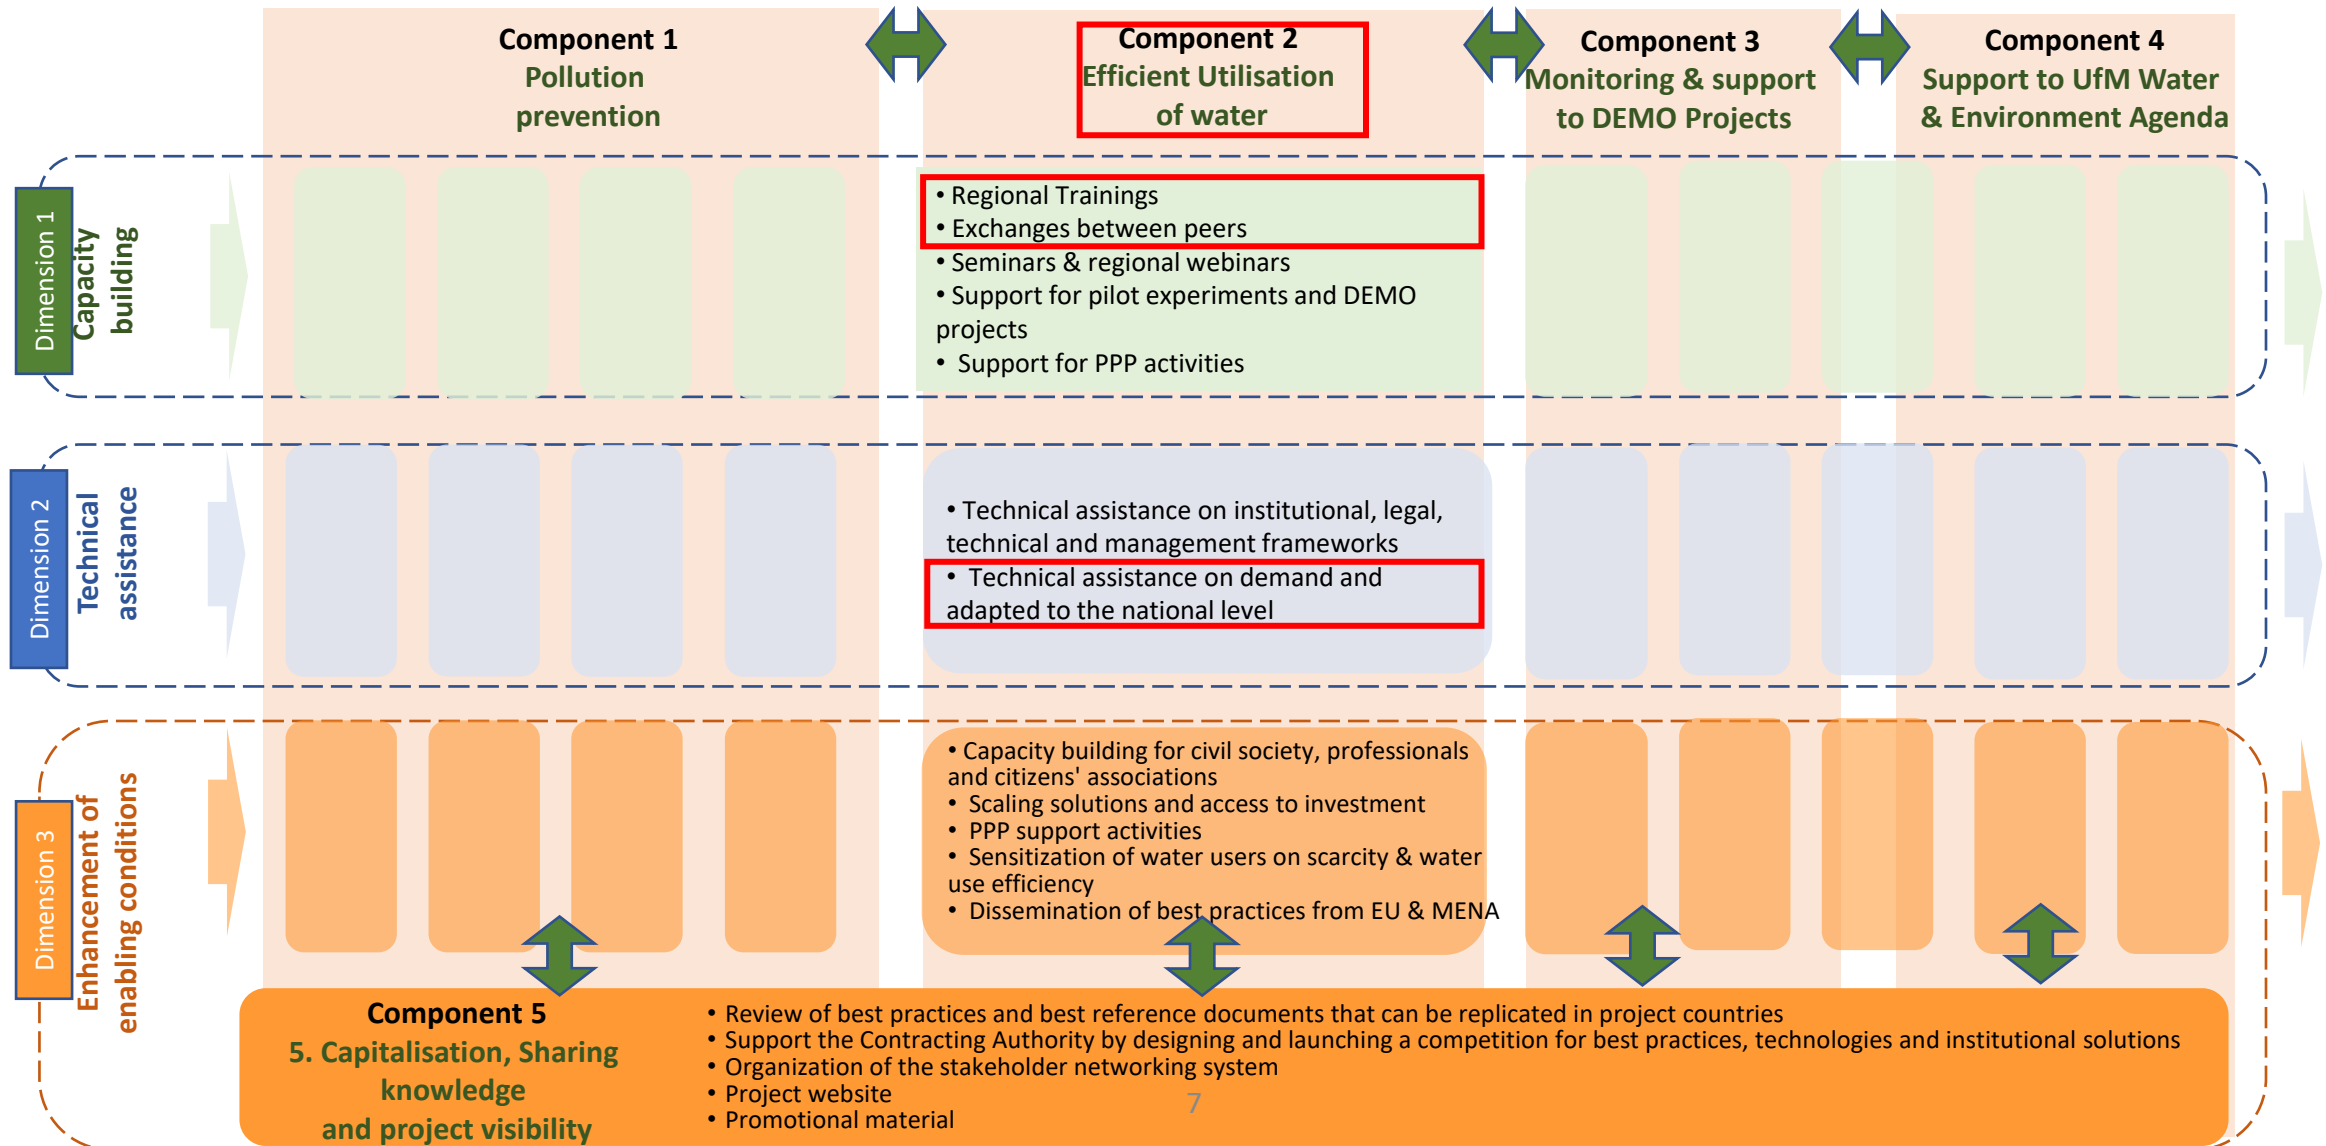 Component 1
Pollution
prevention
Component 2
Efficient Utilisation
of water
Component 3
Monitoring & support
to DEMO Projects
Component 4
Support to UfM Water
& Environment Agenda
Dimension 1
Capacity
building
• Regional Trainings
• Exchanges between peers
• Seminars & regional webinars
• Support for pilot experiments and DEMO
projects
• Support for PPP activities
Dimension 2
Technical
assistance
• Technical assistance on institutional, legal,
technical and management frameworks
• Technical assistance on demand and
adapted to the national level
Dimension 3
Enhancement of
enabling conditions
• Capacity building for civil society, professionals
and citizens' associations
• Scaling solutions and access to investment
• PPP support activities
• Sensitization of water users on scarcity & water
use efficiency
• Dissemination of best practices from EU & MENA
Component 5
5. Capitalisation, Sharing
knowledge
and project visibility
• Review of best practices and best reference documents that can be replicated in project countries
• Support the Contracting Authority by designing and launching a competition for best practices, technologies and institutional solutions
• Organization of the stakeholder networking system
• Project website
• Promotional material
7